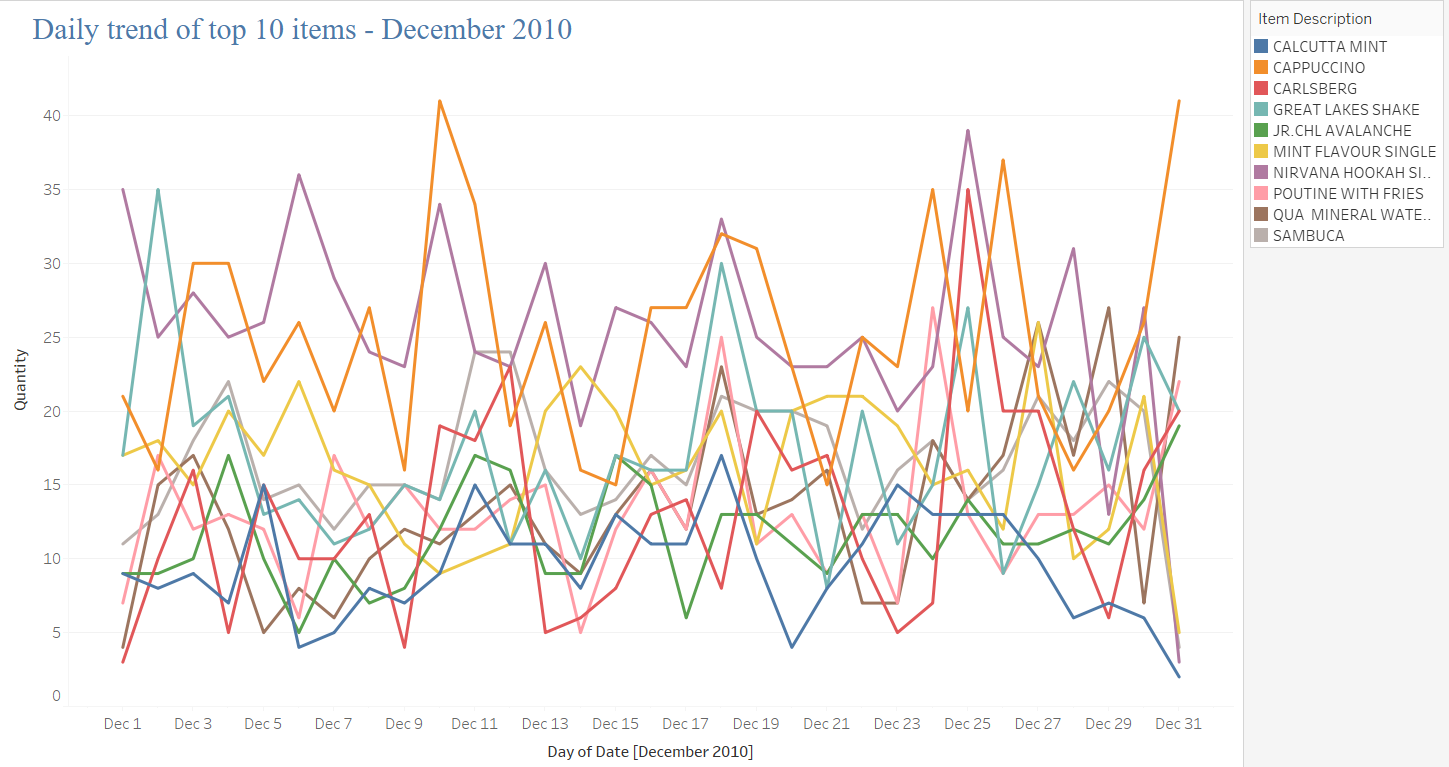 Daily trend of top 10 items - December 2010
Item Description
CALCUTTA MINT
CAPPUCCINO
CARLSBERG
GREAT LAKES SHAKE
JR.CHL AVALANCHE
MINT FLAVOUR SINGLE
NIRVANA HOOKAH SI..
POUTINE WITH FRIES
QUA  MINERAL WATE..
SAMBUCA
Quantity
40
35
30
25
20
15
10
5
0
Dec 1 Dec 3 Dec 5 Dec 7 Dec 9 Dec 11 Dec 13 Dec 15 Dec 17 Dec 19 Dec 21 Dec 23 Dec 25 Dec 27 Dec 29 Dec 31
Day of Date [December 2010]